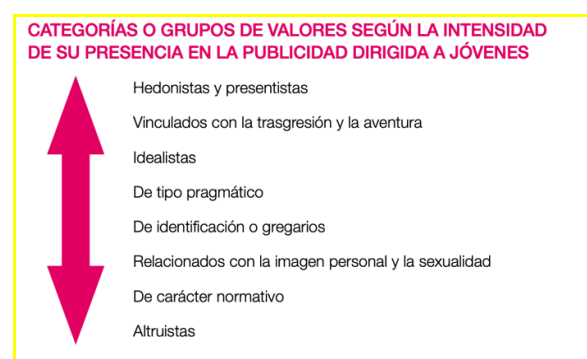 CATEGORÍAS O GRUPOS DE VALORES SEGÚN LA INTENSIDAD
DE SU PRESENCIA EN LA PUBLICIDAD DIRIGIDA A JÓVENES
Hedonistas y presentistas
Vinculados con la trasgresión y la aventura
Idealistas
De tipo pragmático
De identificación o gregarios
Relacionados con la imagen personal y la sexualidad
De carácter normativo
Altruistas